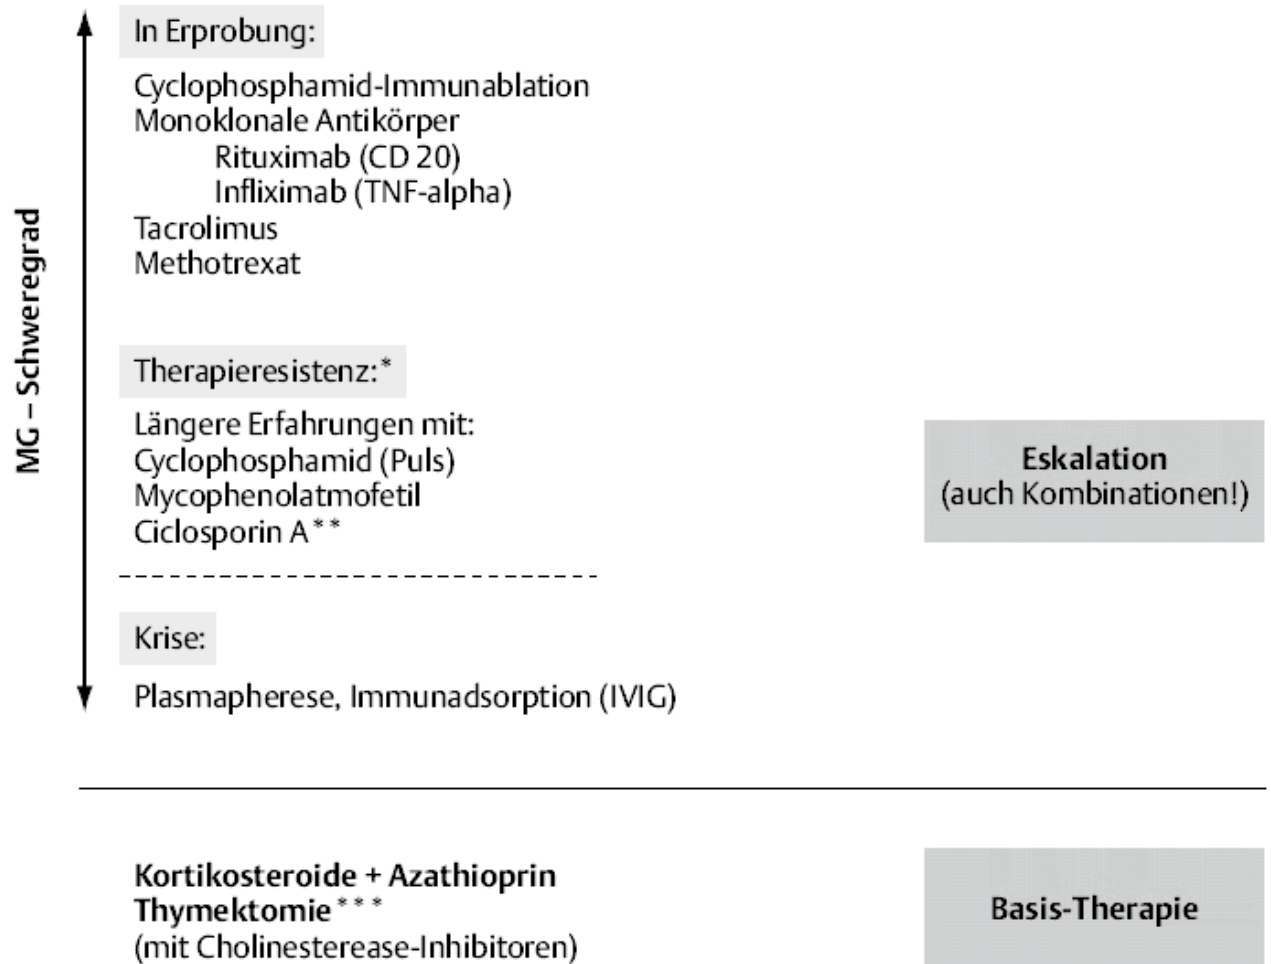 MG – Schweregrad
In Erprobung:
Cyclophosphamid-Immunablation
Monoklonale Antikörper
Rituximab (CD 20)
Infliximab (TNF-alpha)
Tacrolimus
Methotrexat
Therapieresistenz:*
Längere Erfahrungen mit:
Cyclophosphamid (Puls)
Mycophenolatmofetil
Ciclosporin A**
Eskalation
(auch Kombinationen!)
Krise:
Plasmapherese, Immunadsorption (IVIG)
Kortikosteroide + Azathioprin
Thymektomie***
(mit Cholinesterease-Inhibitoren)
Basis-Therapie